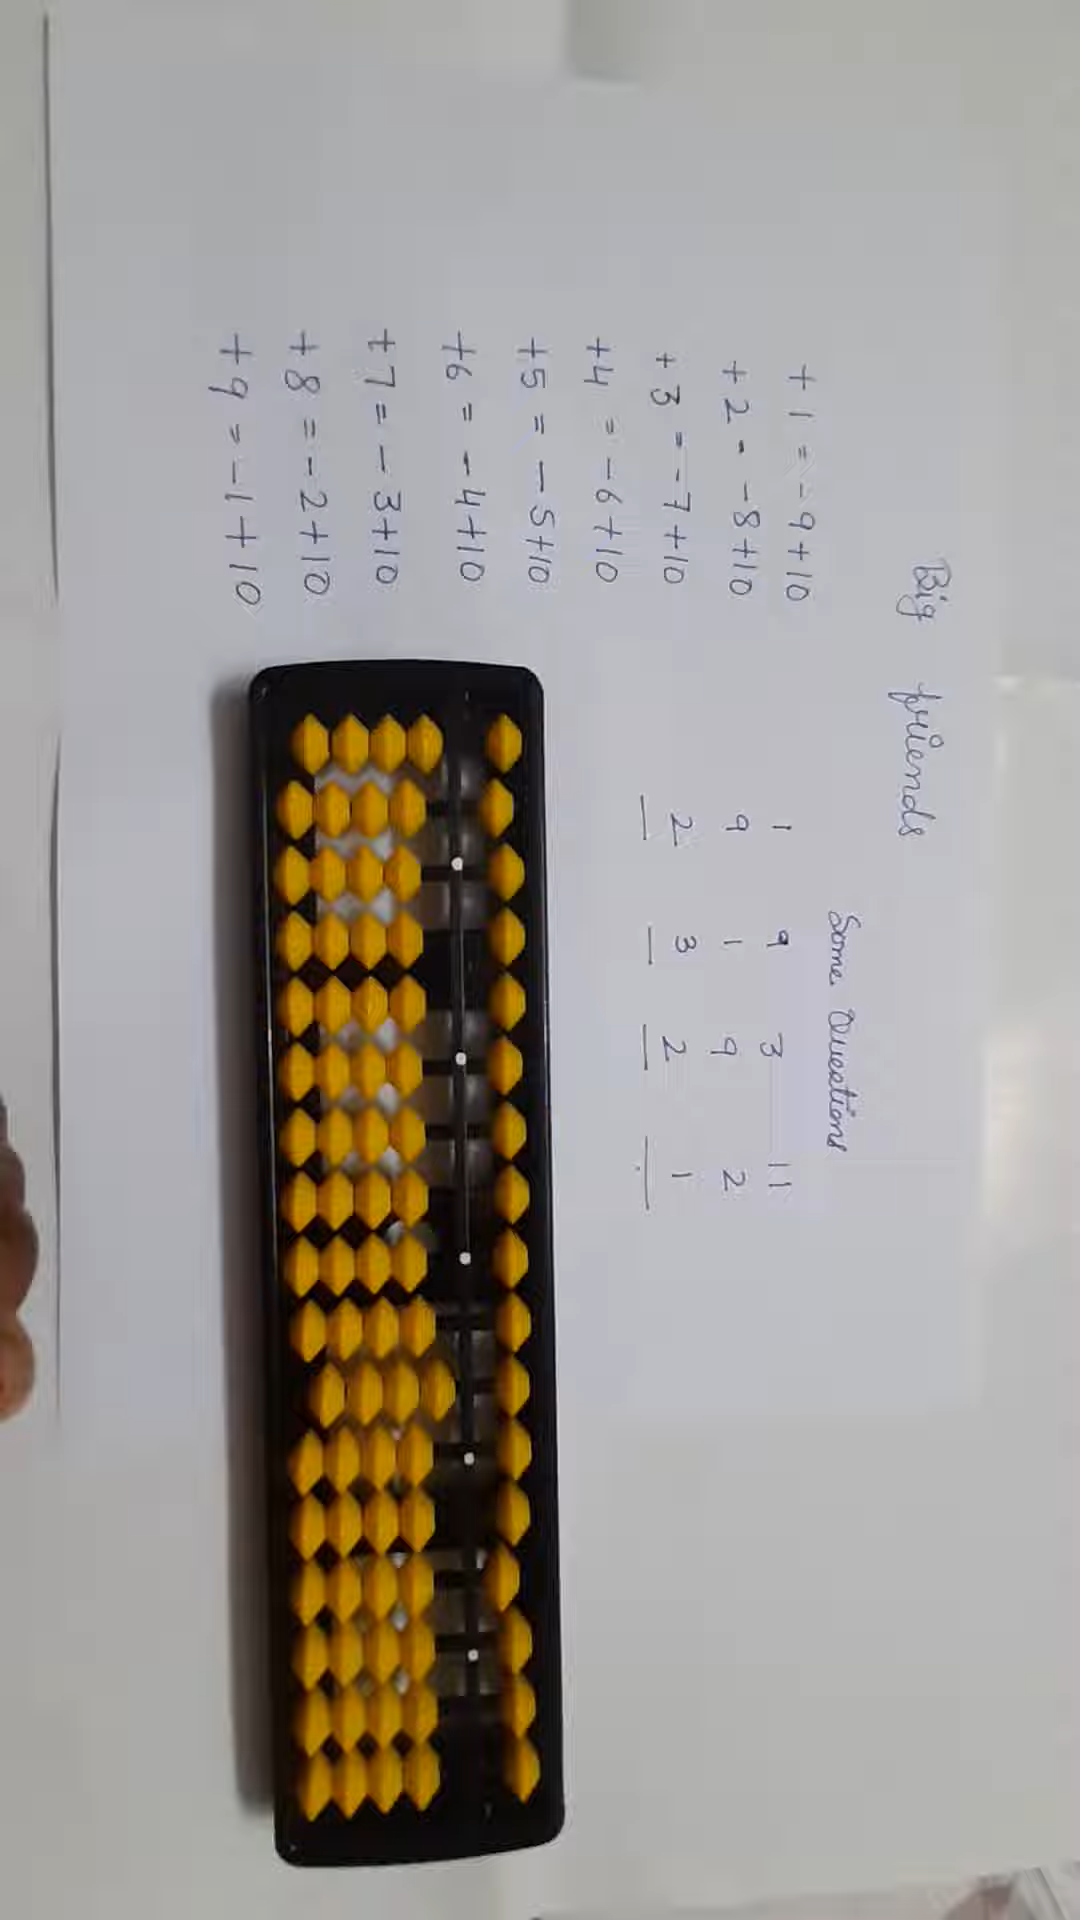 Big friends
Some Questions
+ 1 = -9+10
+ 2 = -8+10
+ 3 = -7+10
+4 = -6+10
+5 = -5+10
+6 = -4+10
+7 = -3+10
+8 = -2+10
+9 = -1+10
1 9 3 11
9 1 9 2
2 3 2 1